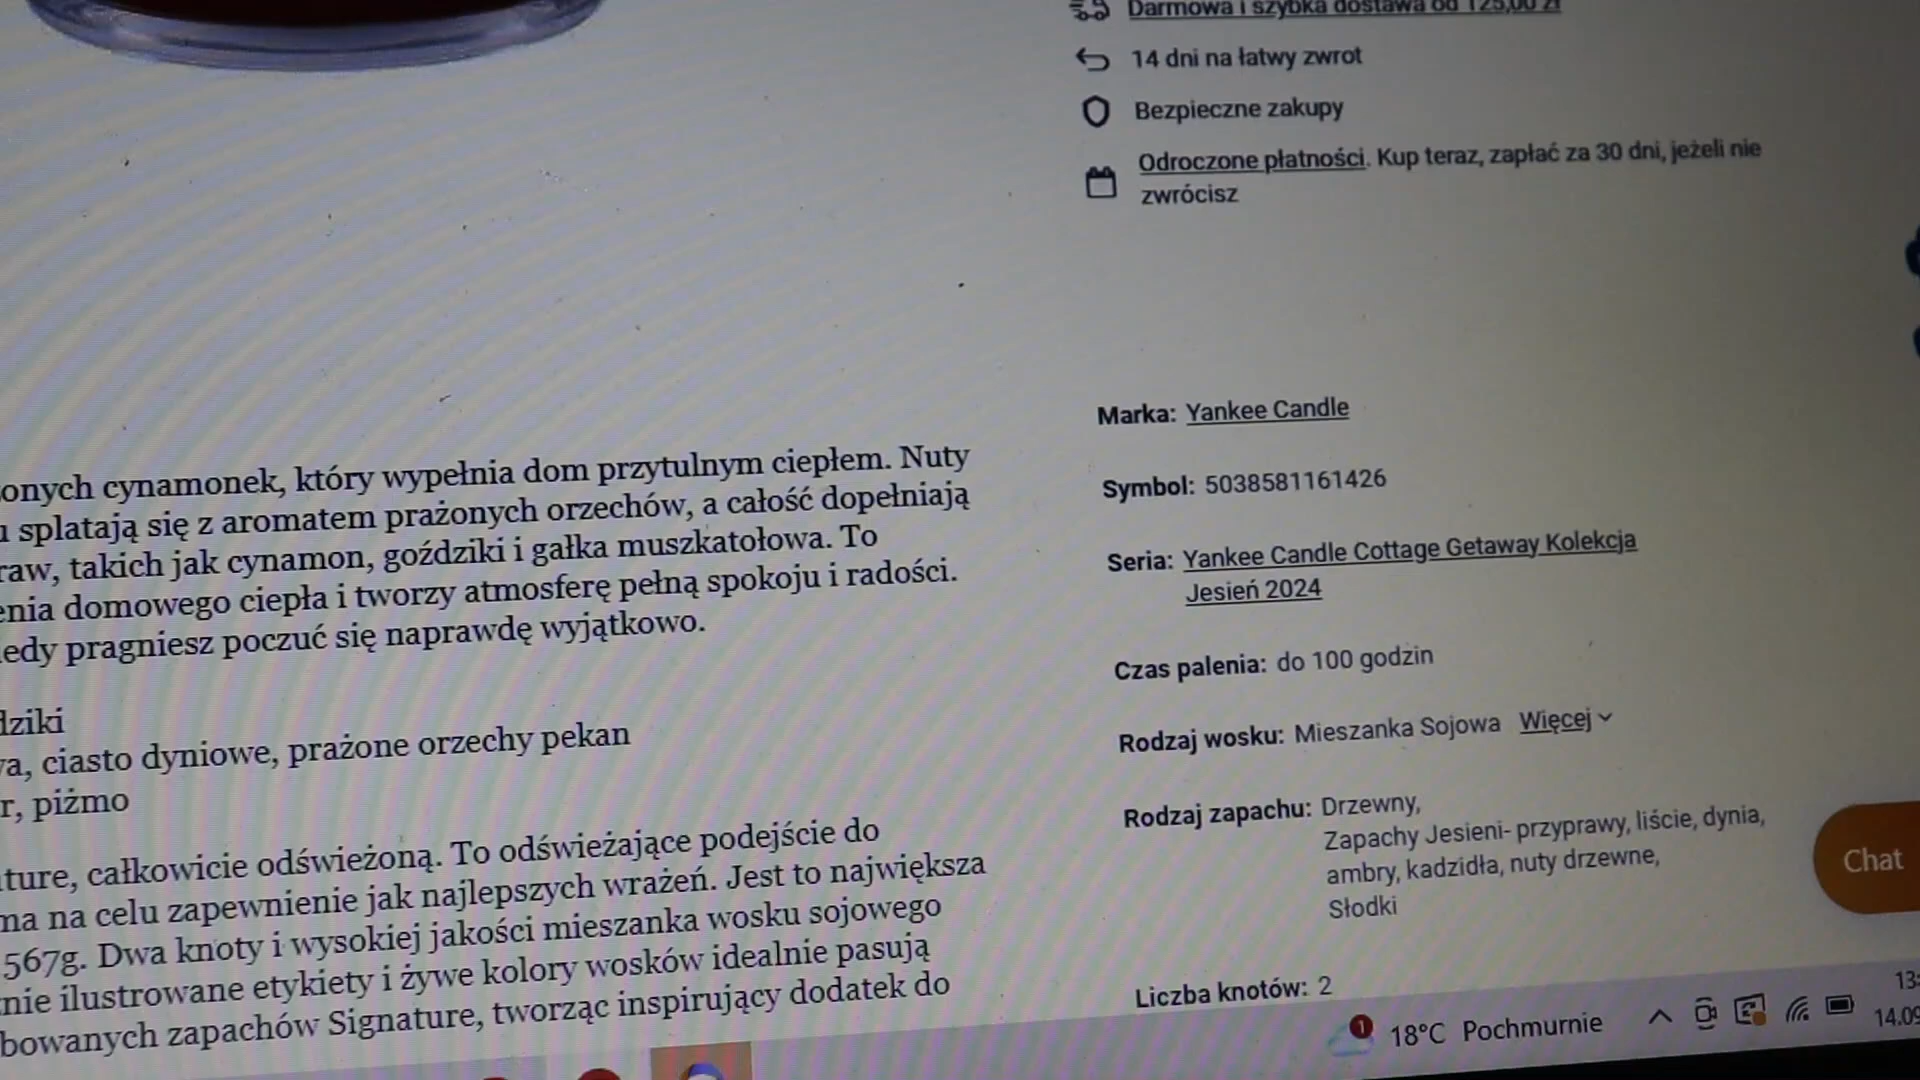 Darmowa i szybka dostawa od 125,00 zł
14 dni na łatwy zwrot
Bezpieczne zakupy
Odroczone płatności. Kup teraz, zapłać za 30 dni, jeżeli nie
zwrócisz
onych cynamonek, który wypełnia dom przytulnym ciepłem. Nuty
splatają się z aromatem prażonych orzechów, a całość dopełniają
raw, takich jak cynamon, goździki i gałka muszkatołowa. To
enia domowego ciepła i tworzy atmosferę pełną spokoju i radości.
edy pragniesz poczuć się naprawdę wyjątkowo.
dziki
a, ciasto dyniowe, prażone orzechy pekan
r, piżmo
ture, całkowicie odświeżoną. To odświeżające podejście do
ma na celu zapewnienie jak najlepszych wrażeń. Jest to największa
567g. Dwa knoty i wysokiej jakości mieszanka wosku sojowego
nie ilustrowane etykiety i żywe kolory wosków idealnie pasują
bowanych zapachów Signature, tworząc inspirujący dodatek do
Marka: Yankee Candle
Symbol: 5038581161426
Seria: Yankee Candle Cottage Getaway Kolekcja
Jesień 2024
Czas palenia: do 100 godzin
Rodzaj wosku: Mieszanka Sojowa Więcej
Rodzaj zapachu: Drzewny,
Zapachy Jesieni- przyprawy, liście, dynia,
ambry, kadzidła, nuty drzewne,
Słodki
Liczba knotów: 2
Chat
1
18°C Pochmurnie
13:
14.09